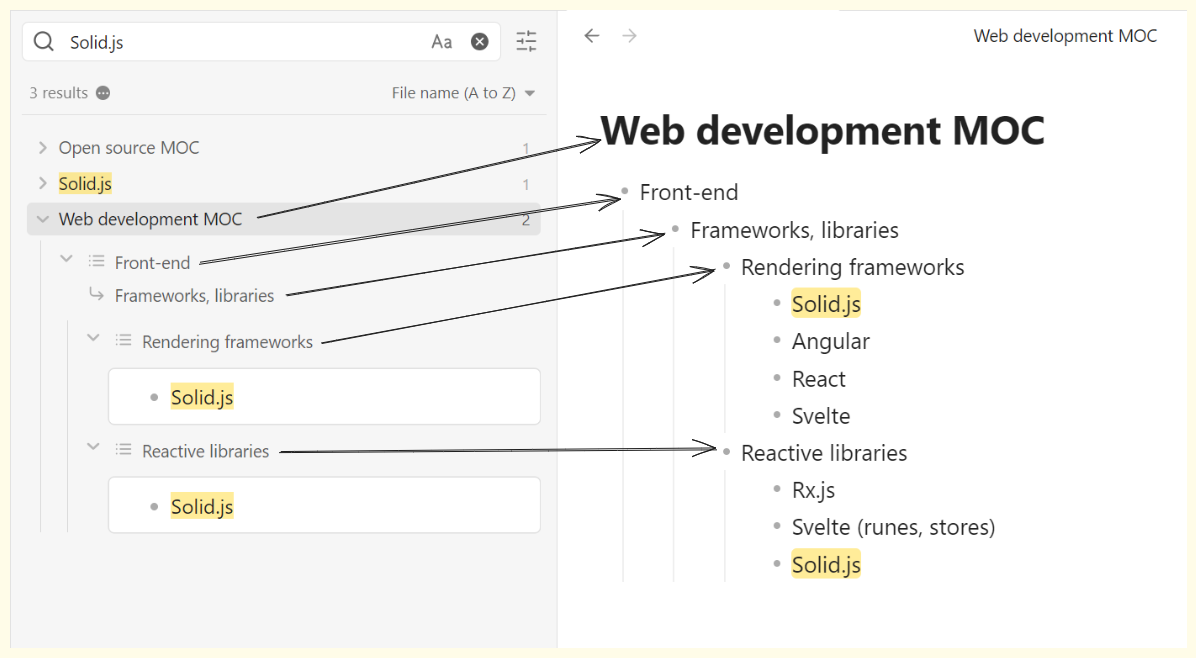 Solid.js
Aa
3 results
File name (A to Z)
Open source MOC 1
Solid.js 1
Web development MOC 2
Front-end
Frameworks, libraries
Rendering frameworks
Solid.js
Reactive libraries
Solid.js
Web development MOC
Web development MOC
Front-end
Frameworks, libraries
Rendering frameworks
Solid.js
Angular
React
Svelte
Reactive libraries
Rx.js
Svelte (runes, stores)
Solid.js